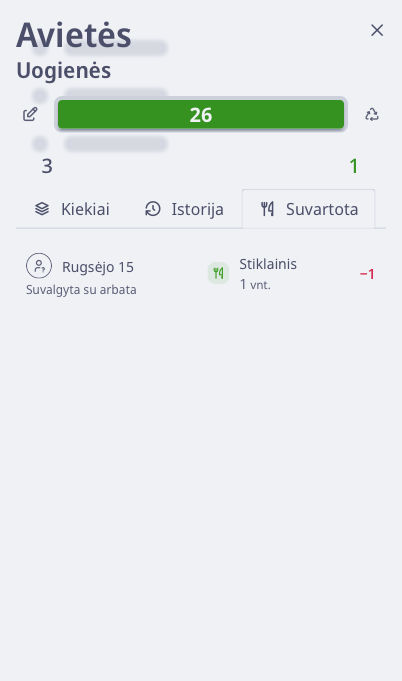 Avietės
Uogienės
26
3 1
Kiekiai Istorija Suvartota
Rugsėjo 15 Stiklainis −1
Suvalgyta su arbata 1 vnt.